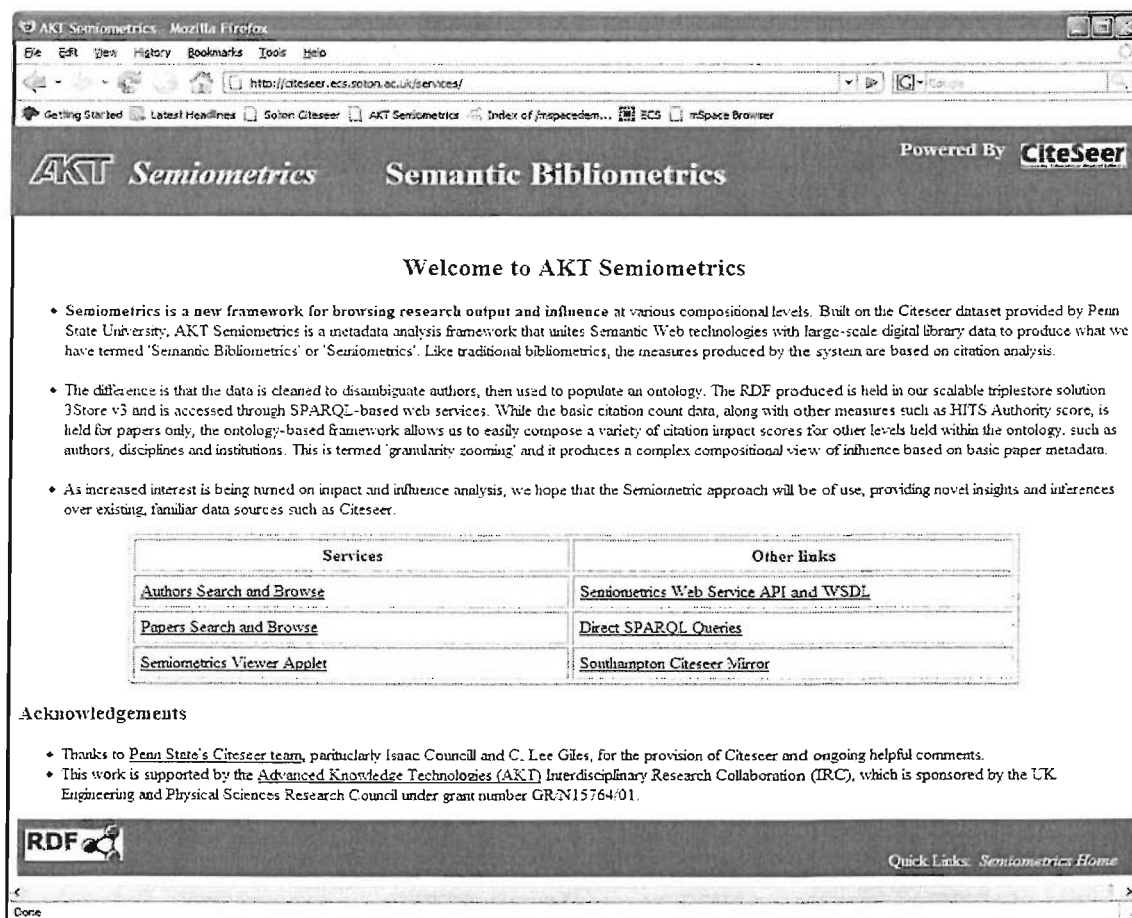 AKT Semiometrics - Mozilla Firefox
File Edit View History Bookmarks Tools Help
http://citeseer.ecs.soton.ac.uk/services/
G Google
Getting Started Latest Headlines Soton Citeseer AKT Semiometrics Index of /mspacedem... ECS mSpace Browser
AKT Semiometrics Semantic Bibliometrics Powered By CiteSeer
Welcome to AKT Semiometrics
• Semiometrics is a new framework for browsing research output and influence at various compositional levels. Built on the Citeseer dataset provided by Penn
State University, AKT Semiometrics is a metadata analysis framework that unites Semantic Web technologies with large-scale digital library data to produce what we
have termed 'Semantic Bibliometrics' or 'Semiometrics'. Like traditional bibliometrics, the measures produced by the system are based on citation analysis.
• The difference is that the data is cleaned to disambiguate authors, then used to populate an ontology. The RDF produced is held in our scalable triplestore solution
3Store v3 and is accessed through SPARQL-based web services. While the basic citation count data, along with other measures such as HITS Authority score, is
held for papers only, the ontology-based framework allows us to easily compose a variety of citation impact scores for other levels held within the ontology, such as
authors, disciplines and institutions. This is termed 'granularity zooming' and it produces a complex compositional view of influence based on basic paper metadata.
• As increased interest is being turned on impact and influence analysis, we hope that the Semiometric approach will be of use, providing novel insights and inferences
over existing, familiar data sources such as Citeseer.
Services Other links
Authors Search and Browse Semiometrics Web Service API and WSDL
Papers Search and Browse Direct SPARQL Queries
Semiometrics Viewer Applet Southampton Citeseer Mirror
Acknowledgements
• Thanks to Penn State's Citeseer team, parituclarly Isaac Councill and C. Lee Giles, for the provision of Citeseer and ongoing helpful comments.
• This work is supported by the Advanced Knowledge Technologies (AKT) Interdisciplinary Research Collaboration (IRC), which is sponsored by the UK
Engineering and Physical Sciences Research Council under grant number GR/N15764/01.
RDF
Quick Links: Semiometrics Home
Done